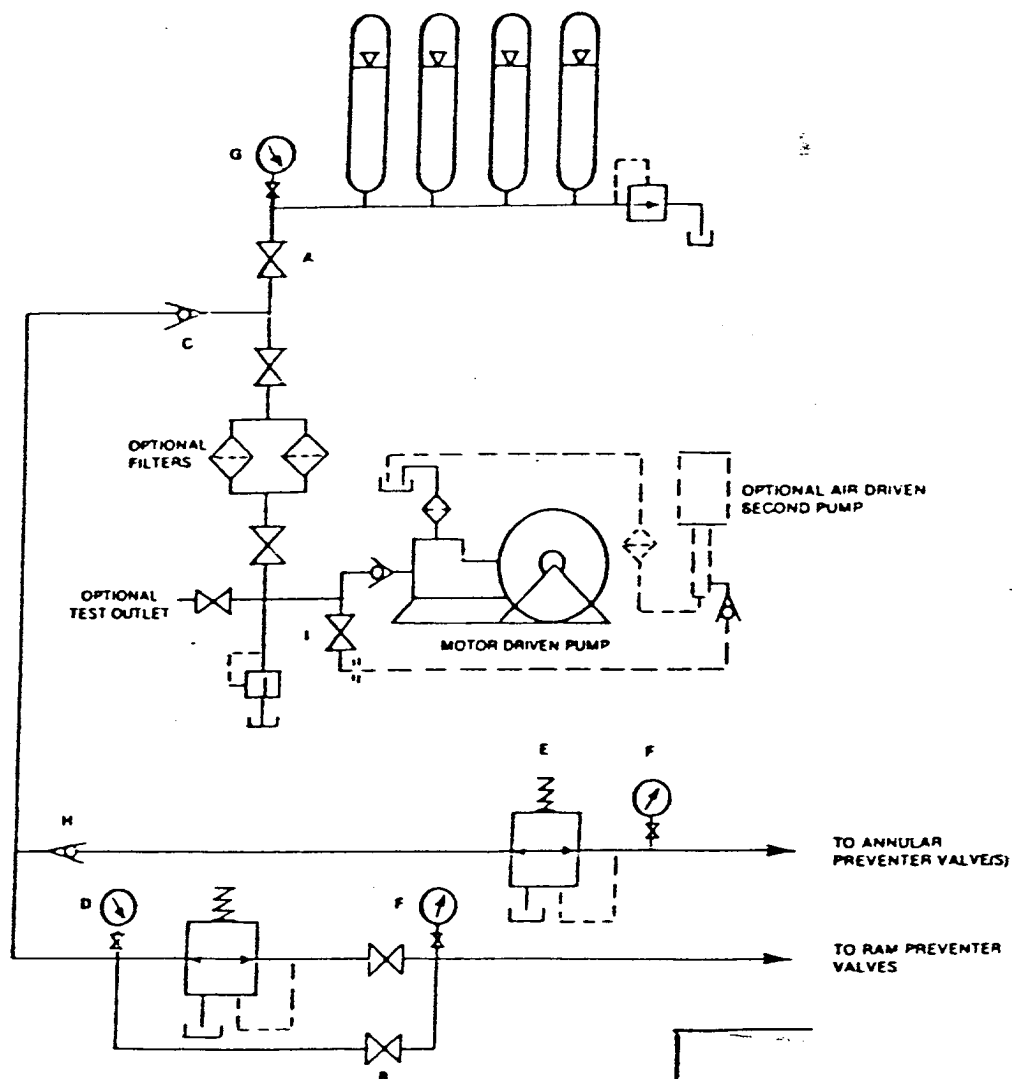 G
A
C
OPTIONAL
FILTERS
OPTIONAL AIR DRIVEN
SECOND PUMP
OPTIONAL
TEST OUTLET
I
MOTOR DRIVEN PUMP
E
F
H
TO ANNULAR
PREVENTER VALVE(S)
D
F
TO RAM PREVENTER
VALVES
B